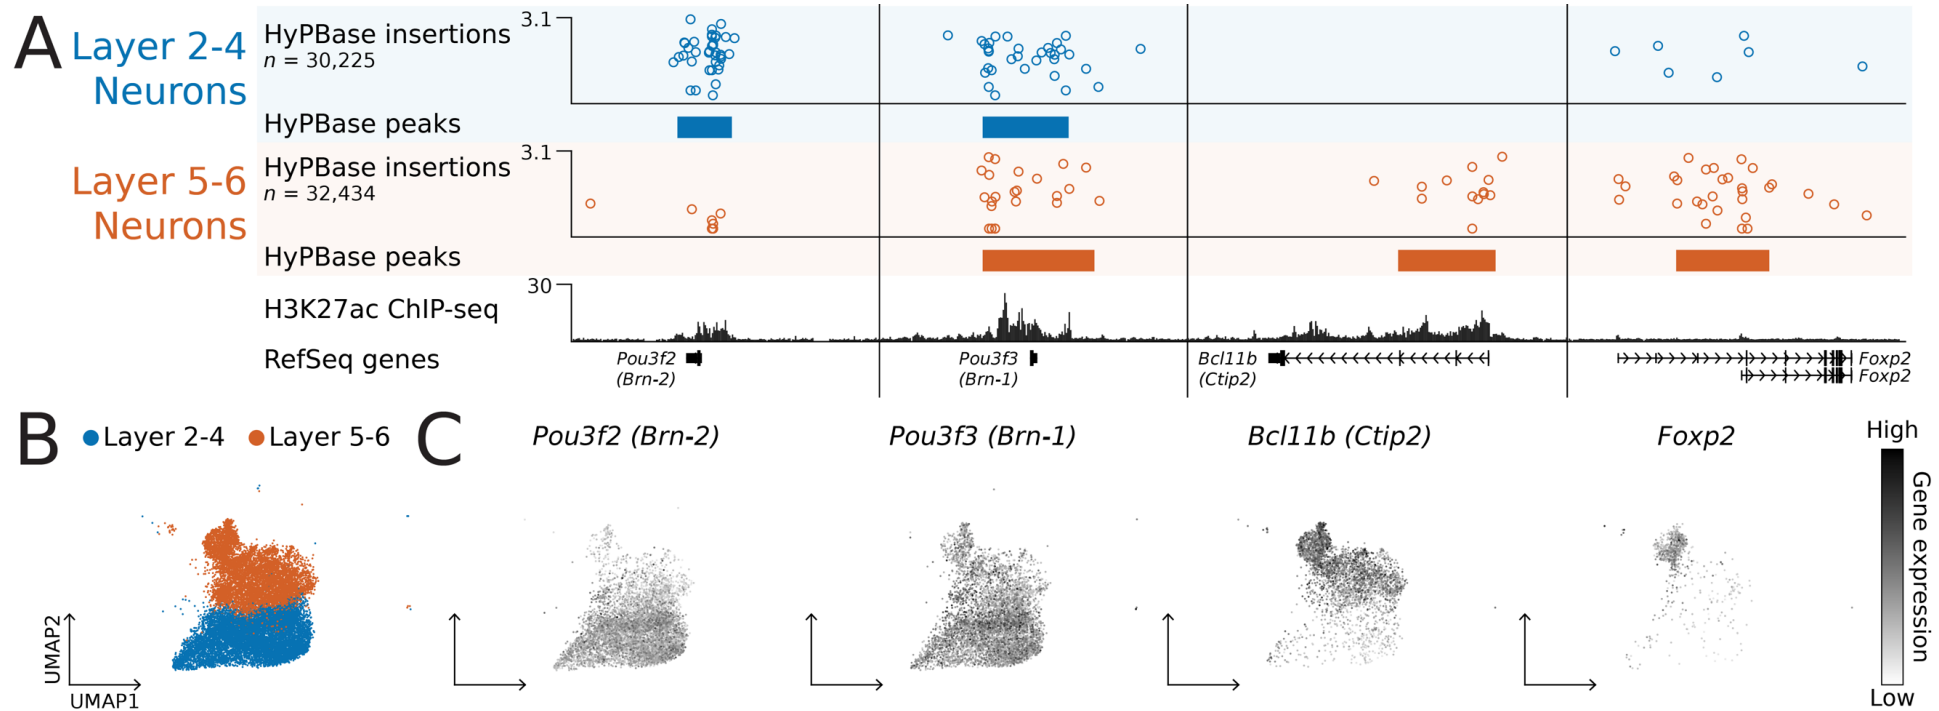 A
Layer 2-4
Neurons
HyPBase insertions
n = 30,225
3.1
HyPBase peaks
Layer 5-6
Neurons
HyPBase insertions
n = 32,434
3.1
HyPBase peaks
H3K27ac ChIP-seq
30
RefSeq genes
Pou3f2
(Brn-2)
Pou3f3
(Brn-1)
Bcl11b
(Ctip2)
Foxp2
Foxp2
B
Layer 2-4
Layer 5-6
UMAP2
UMAP1
C
Pou3f2 (Brn-2)
Pou3f3 (Brn-1)
Bcl11b (Ctip2)
Foxp2
High
Gene expression
Low